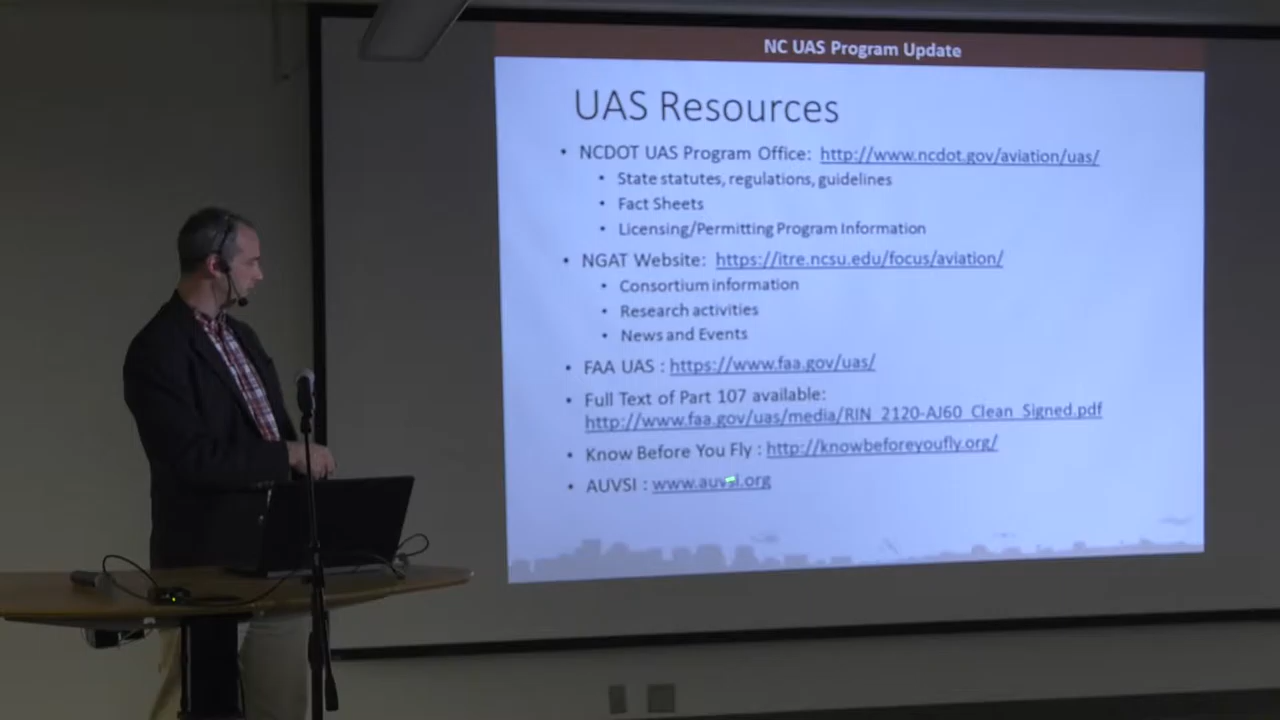 NC UAS Program Update
UAS Resources
• NCDOT UAS Program Office: http://www.ncdot.gov/aviation/uas/
• State statutes, regulations, guidelines
• Fact Sheets
• Licensing/Permitting Program Information
• NGAT Website: https://itre.ncsu.edu/focus/aviation/
• Consortium information
• Research activities
• News and Events
• FAA UAS : https://www.faa.gov/uas/
• Full Text of Part 107 available:
http://www.faa.gov/uas/media/RIN_2120-AJ60_Clean_Signed.pdf
• Know Before You Fly : http://knowbeforeyoufly.org/
• AUVSI : www.auvsi.org